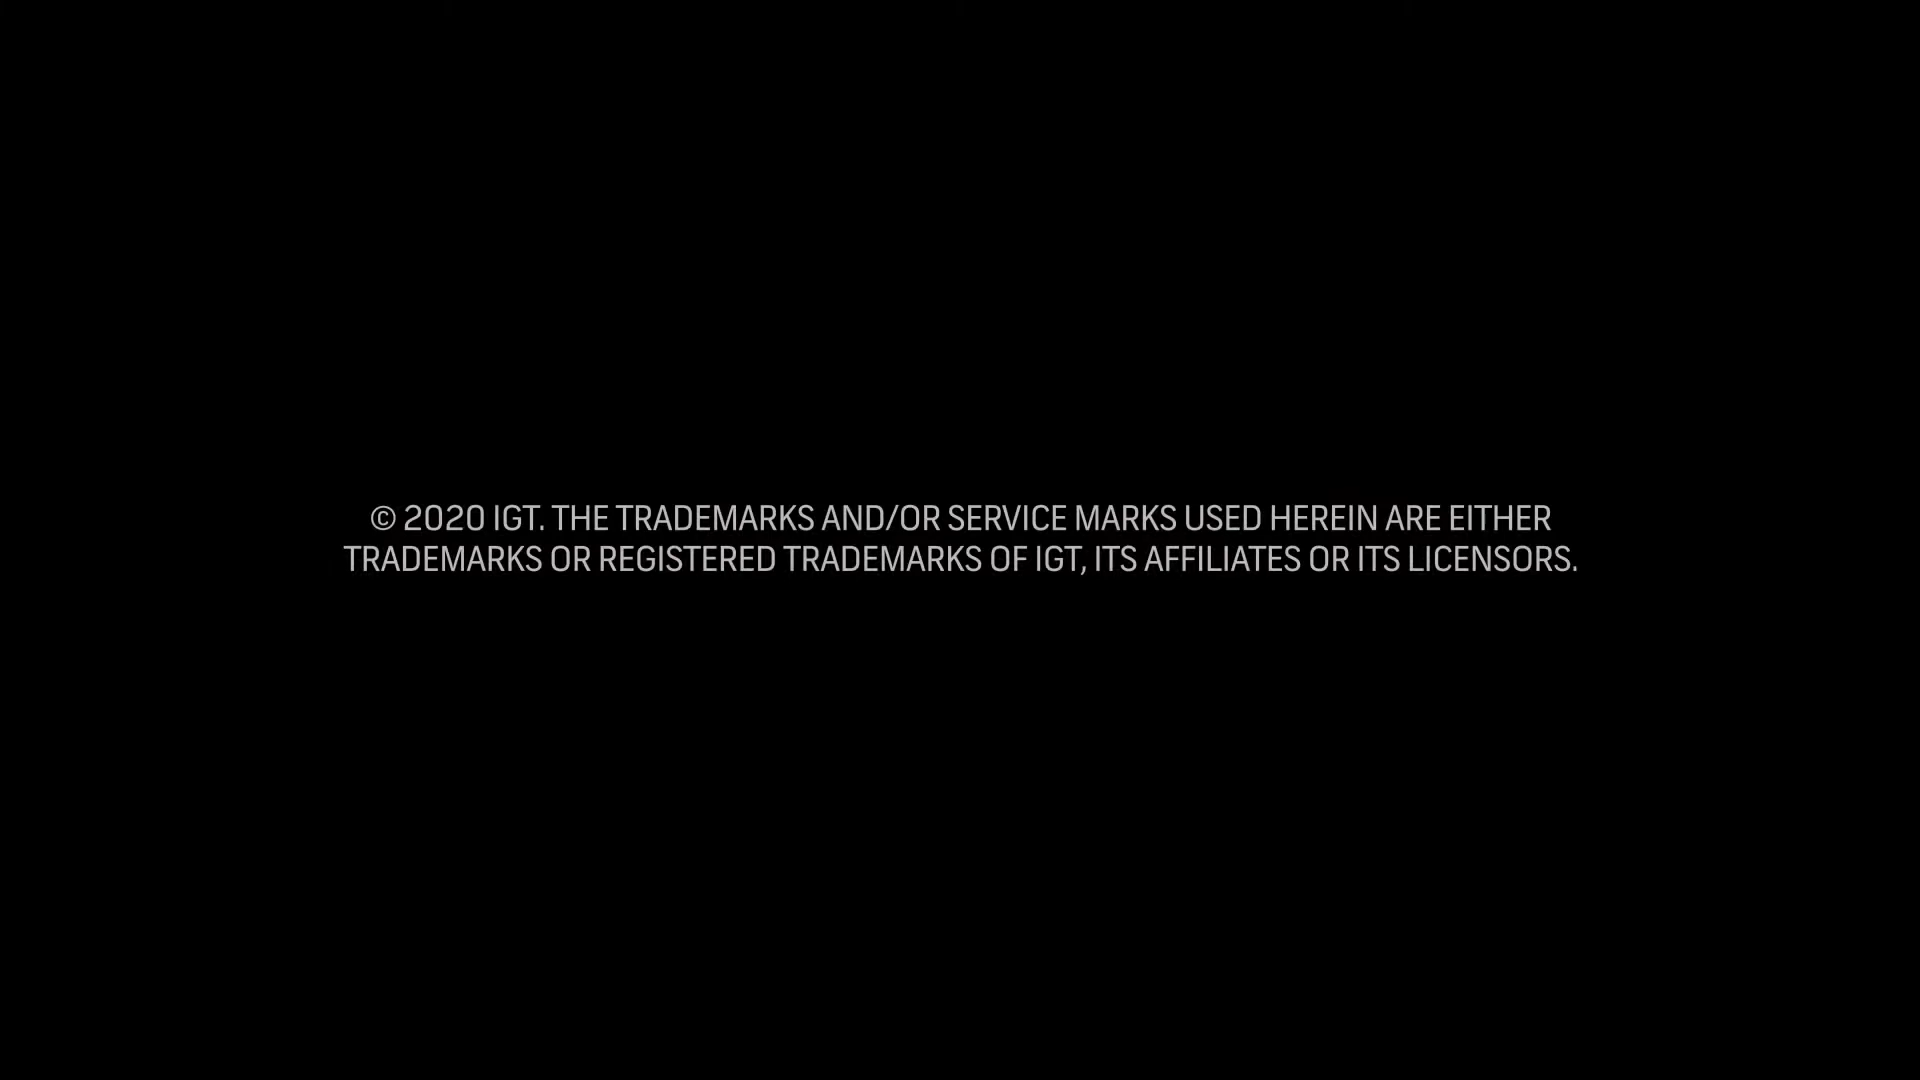 © 2020 IGT. THE TRADEMARKS AND/OR SERVICE MARKS USED HEREIN ARE EITHER
TRADEMARKS OR REGISTERED TRADEMARKS OF IGT, ITS AFFILIATES OR ITS LICENSORS.